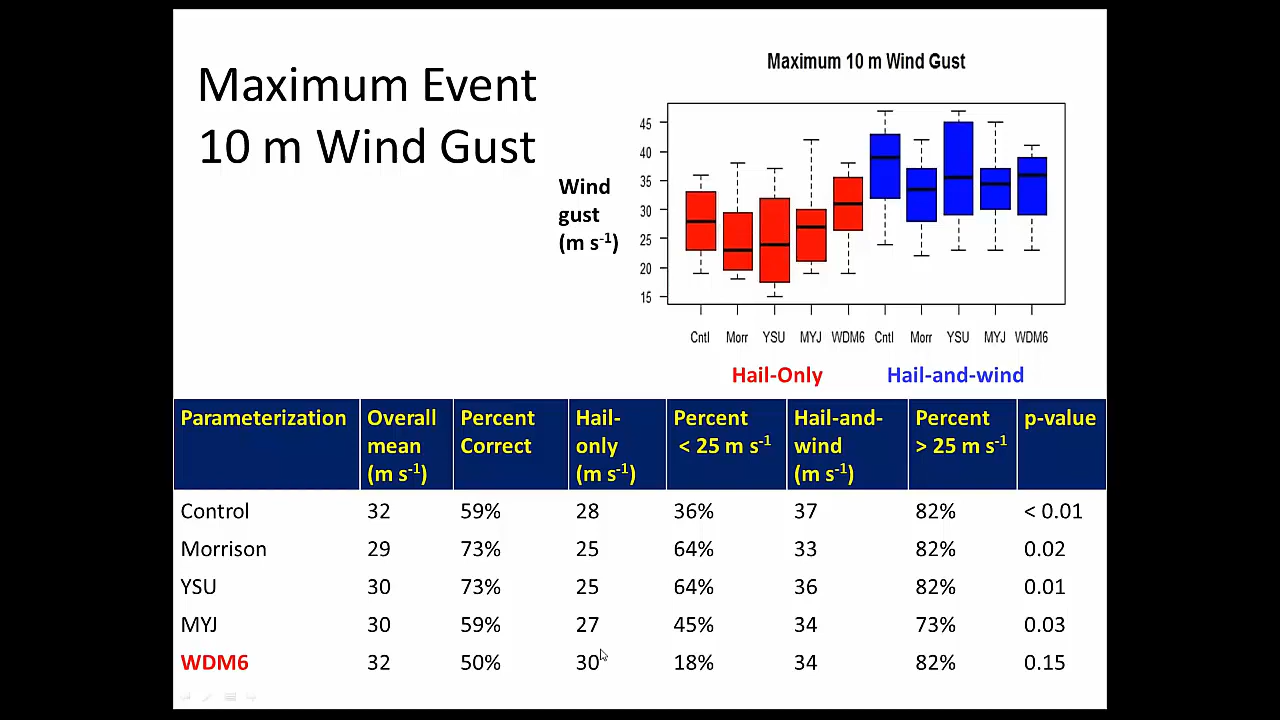 Maximum Event
10 m Wind Gust
Maximum 10 m Wind Gust
Wind
gust
(m s⁻¹)
45
40
35
30
25
20
15
Cntl Morr YSU MYJ WDM6 Cntl Morr YSU MYJ WDM6
Hail-Only Hail-and-wind
Parameterization Overall mean (m s⁻¹) Percent Correct Hail-only (m s⁻¹) Percent < 25 m s⁻¹ Hail-and-wind (m s⁻¹) Percent > 25 m s⁻¹ p-value
Control 32 59% 28 36% 37 82% < 0.01
Morrison 29 73% 25 64% 33 82% 0.02
YSU 30 73% 25 64% 36 82% 0.01
MYJ 30 59% 27 45% 34 73% 0.03
WDM6 32 50% 30 18% 34 82% 0.15